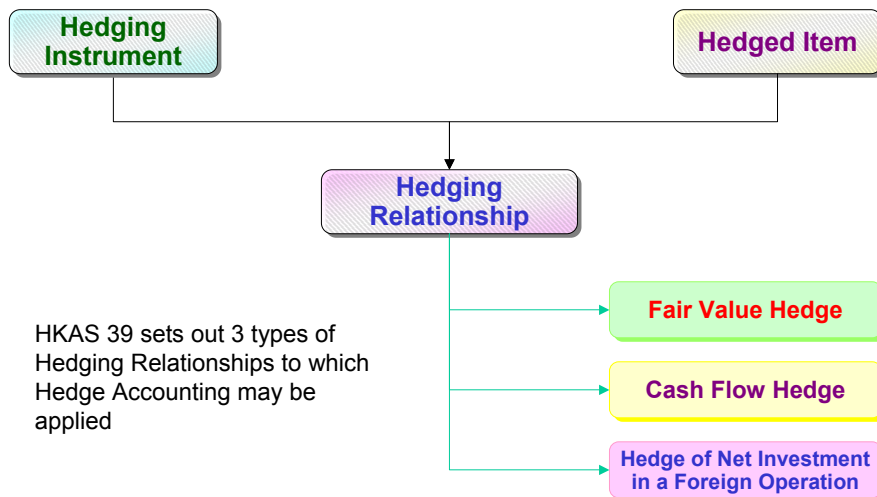 Hedging
Instrument
Hedged Item
Hedging
Relationship
Fair Value Hedge
HKAS 39 sets out 3 types of
Hedging Relationships to which
Hedge Accounting may be
applied
Cash Flow Hedge
Hedge of Net Investment
in a Foreign Operation